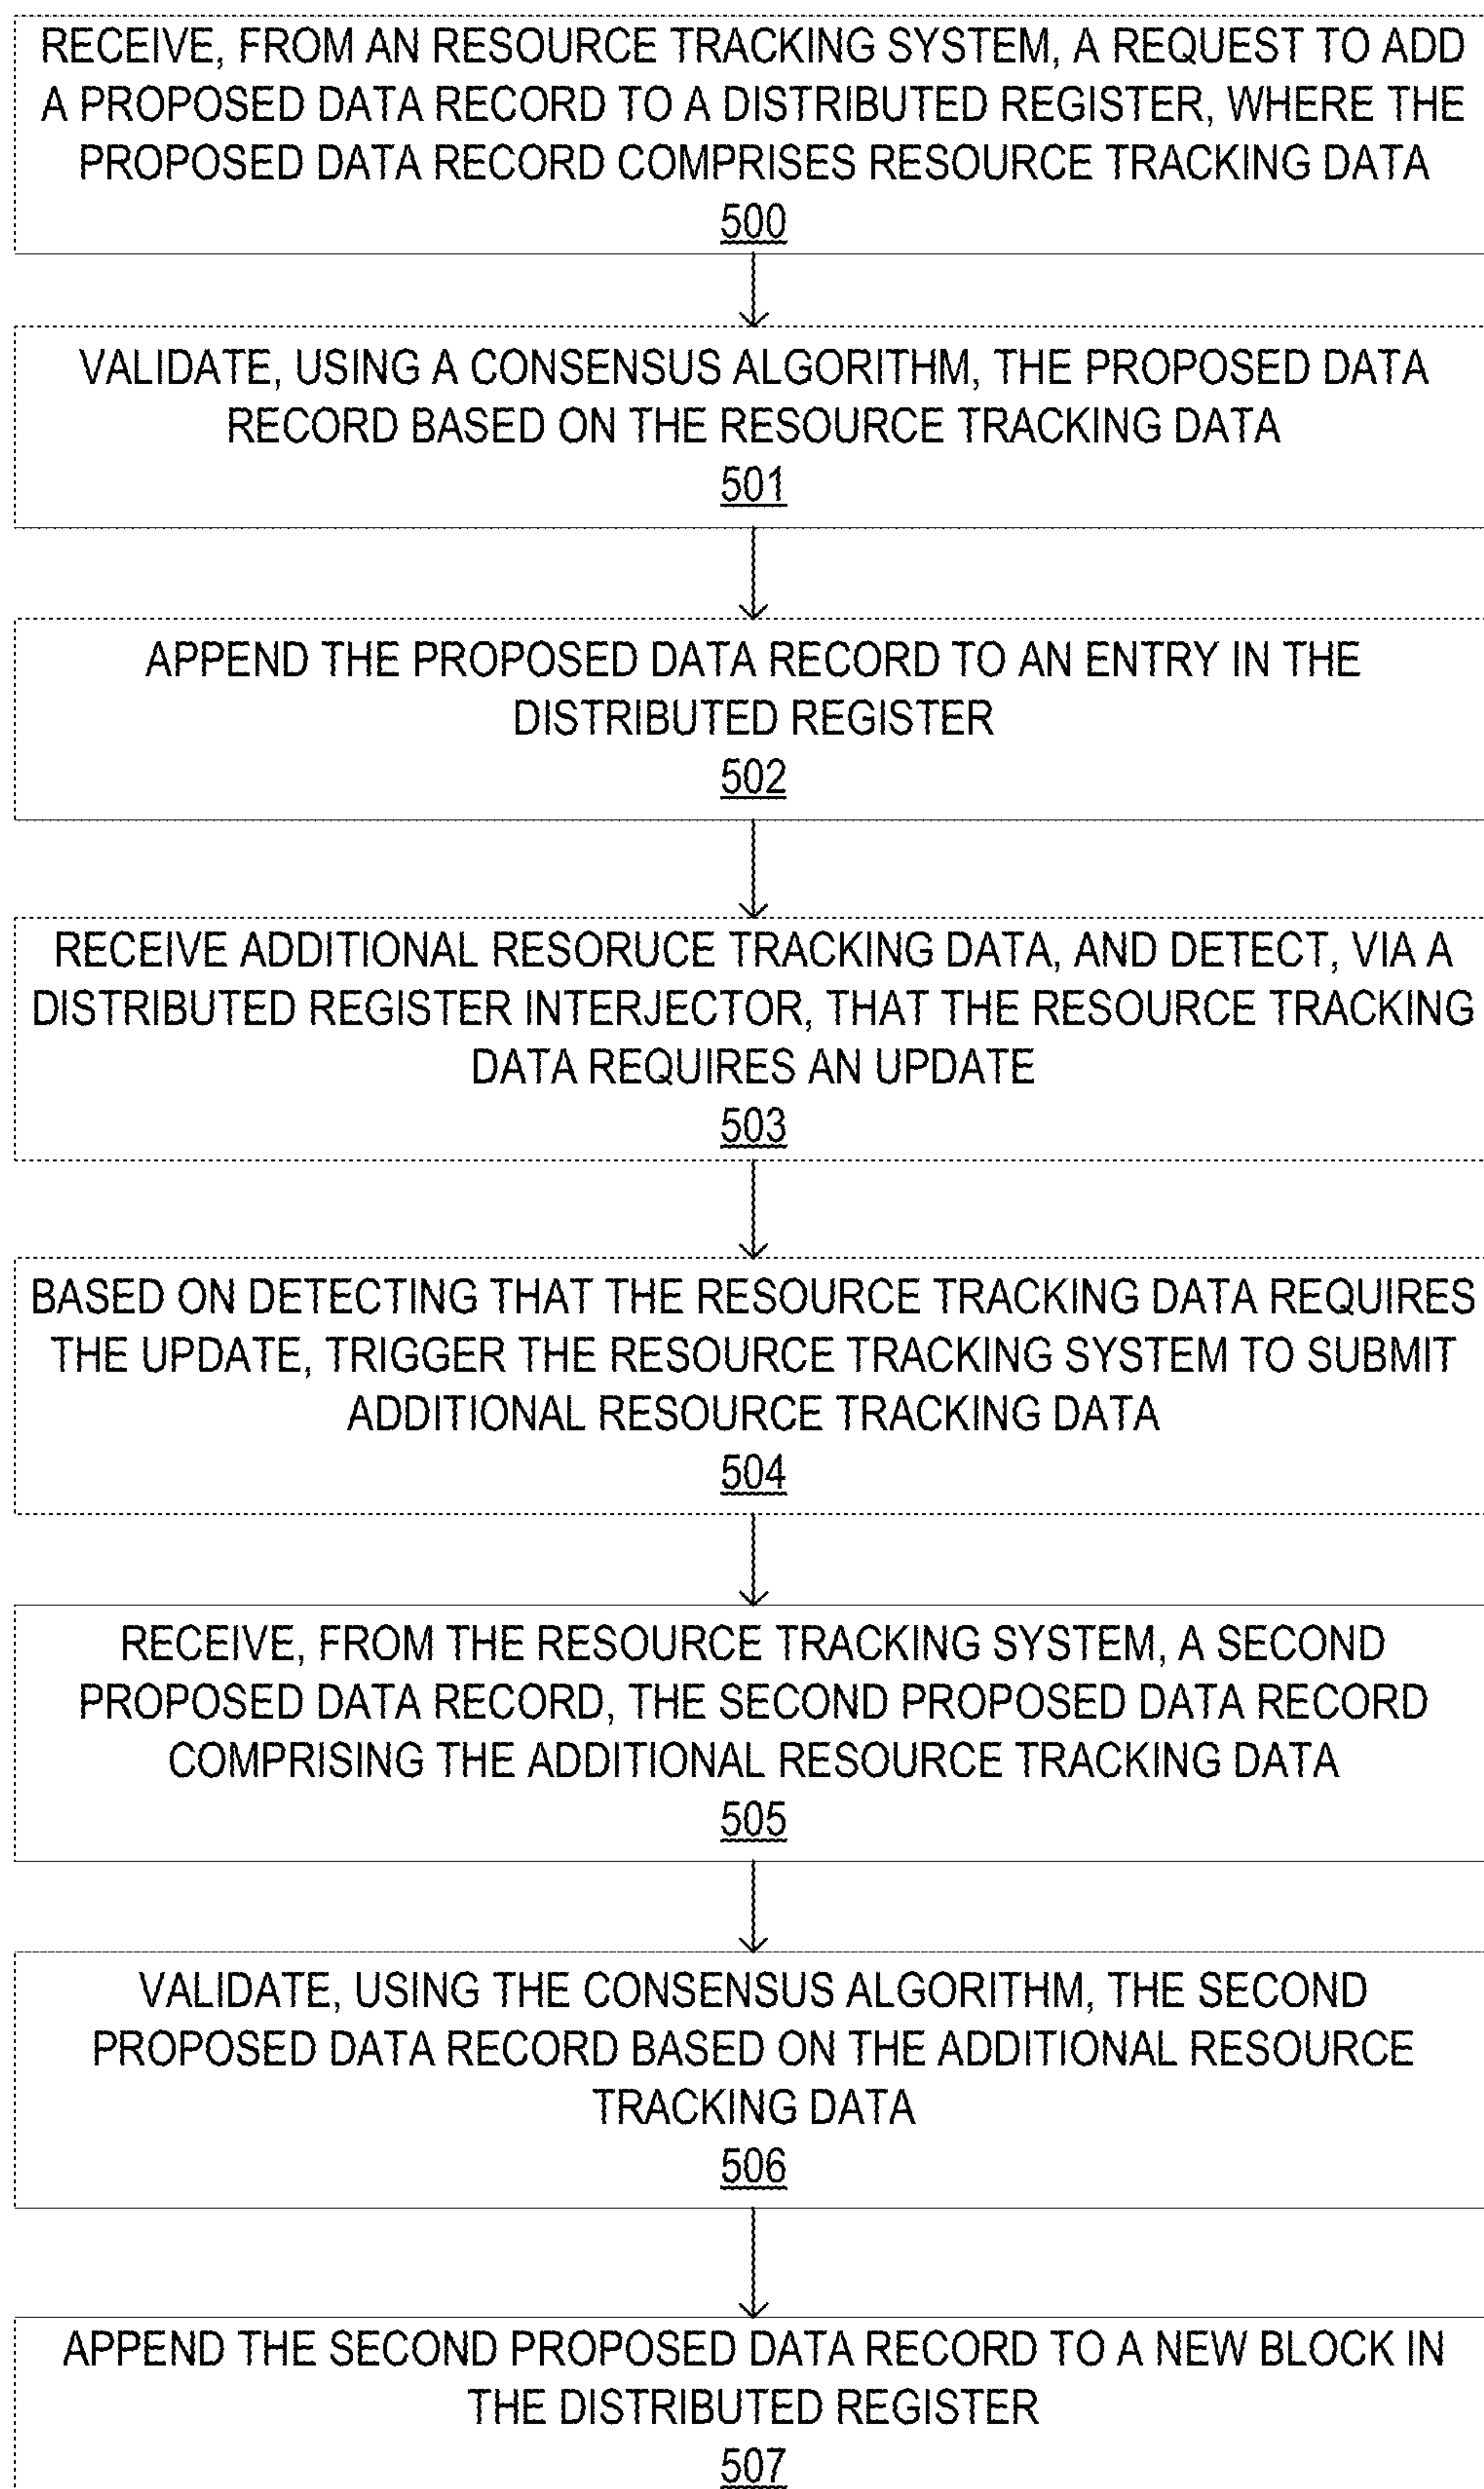 RECEIVE, FROM AN RESOURCE TRACKING SYSTEM, A REQUEST TO ADD
A PROPOSED DATA RECORD TO A DISTRIBUTED REGISTER, WHERE THE
PROPOSED DATA RECORD COMPRISES RESOURCE TRACKING DATA
500
VALIDATE, USING A CONSENSUS ALGORITHM, THE PROPOSED DATA
RECORD BASED ON THE RESOURCE TRACKING DATA
501
APPEND THE PROPOSED DATA RECORD TO AN ENTRY IN THE
DISTRIBUTED REGISTER
502
RECEIVE ADDITIONAL RESORUCE TRACKING DATA, AND DETECT, VIA A
DISTRIBUTED REGISTER INTERJECTOR, THAT THE RESOURCE TRACKING
DATA REQUIRES AN UPDATE
503
BASED ON DETECTING THAT THE RESOURCE TRACKING DATA REQUIRES
THE UPDATE, TRIGGER THE RESOURCE TRACKING SYSTEM TO SUBMIT
ADDITIONAL RESOURCE TRACKING DATA
504
RECEIVE, FROM THE RESOURCE TRACKING SYSTEM, A SECOND
PROPOSED DATA RECORD, THE SECOND PROPOSED DATA RECORD
COMPRISING THE ADDITIONAL RESOURCE TRACKING DATA
505
VALIDATE, USING THE CONSENSUS ALGORITHM, THE SECOND
PROPOSED DATA RECORD BASED ON THE ADDITIONAL RESOURCE
TRACKING DATA
506
APPEND THE SECOND PROPOSED DATA RECORD TO A NEW BLOCK IN
THE DISTRIBUTED REGISTER
507